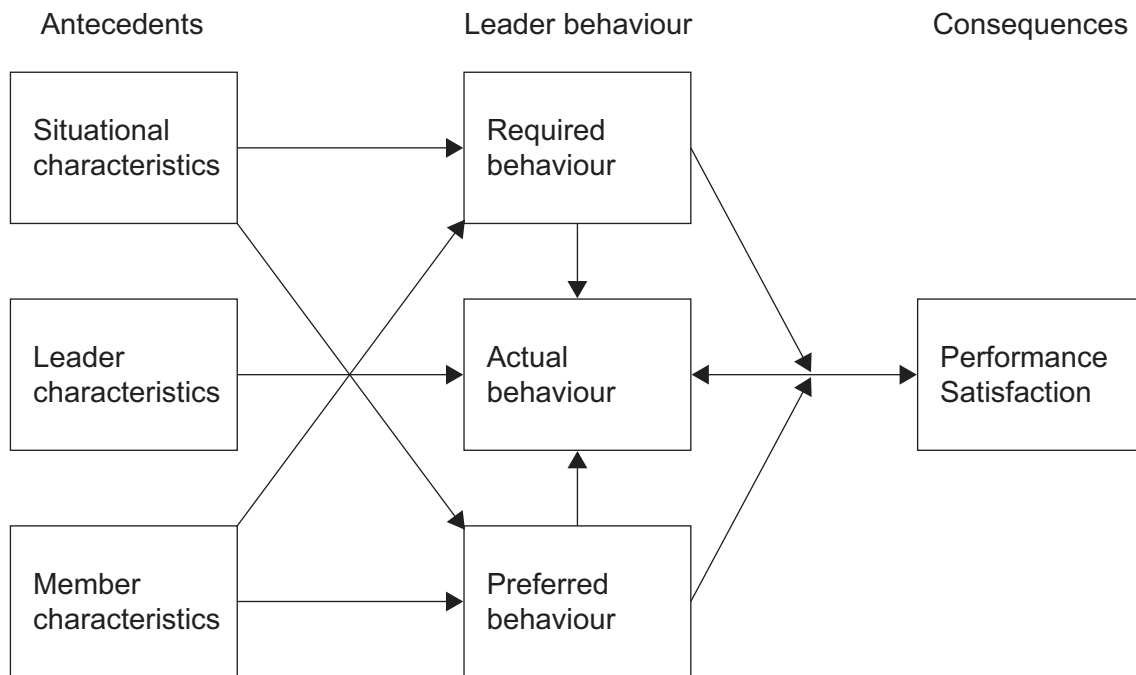 Antecedents
Leader behaviour
Consequences
Situational
characteristics
Required
behaviour
Leader
characteristics
Actual
behaviour
Performance
Satisfaction
Member
characteristics
Preferred
behaviour